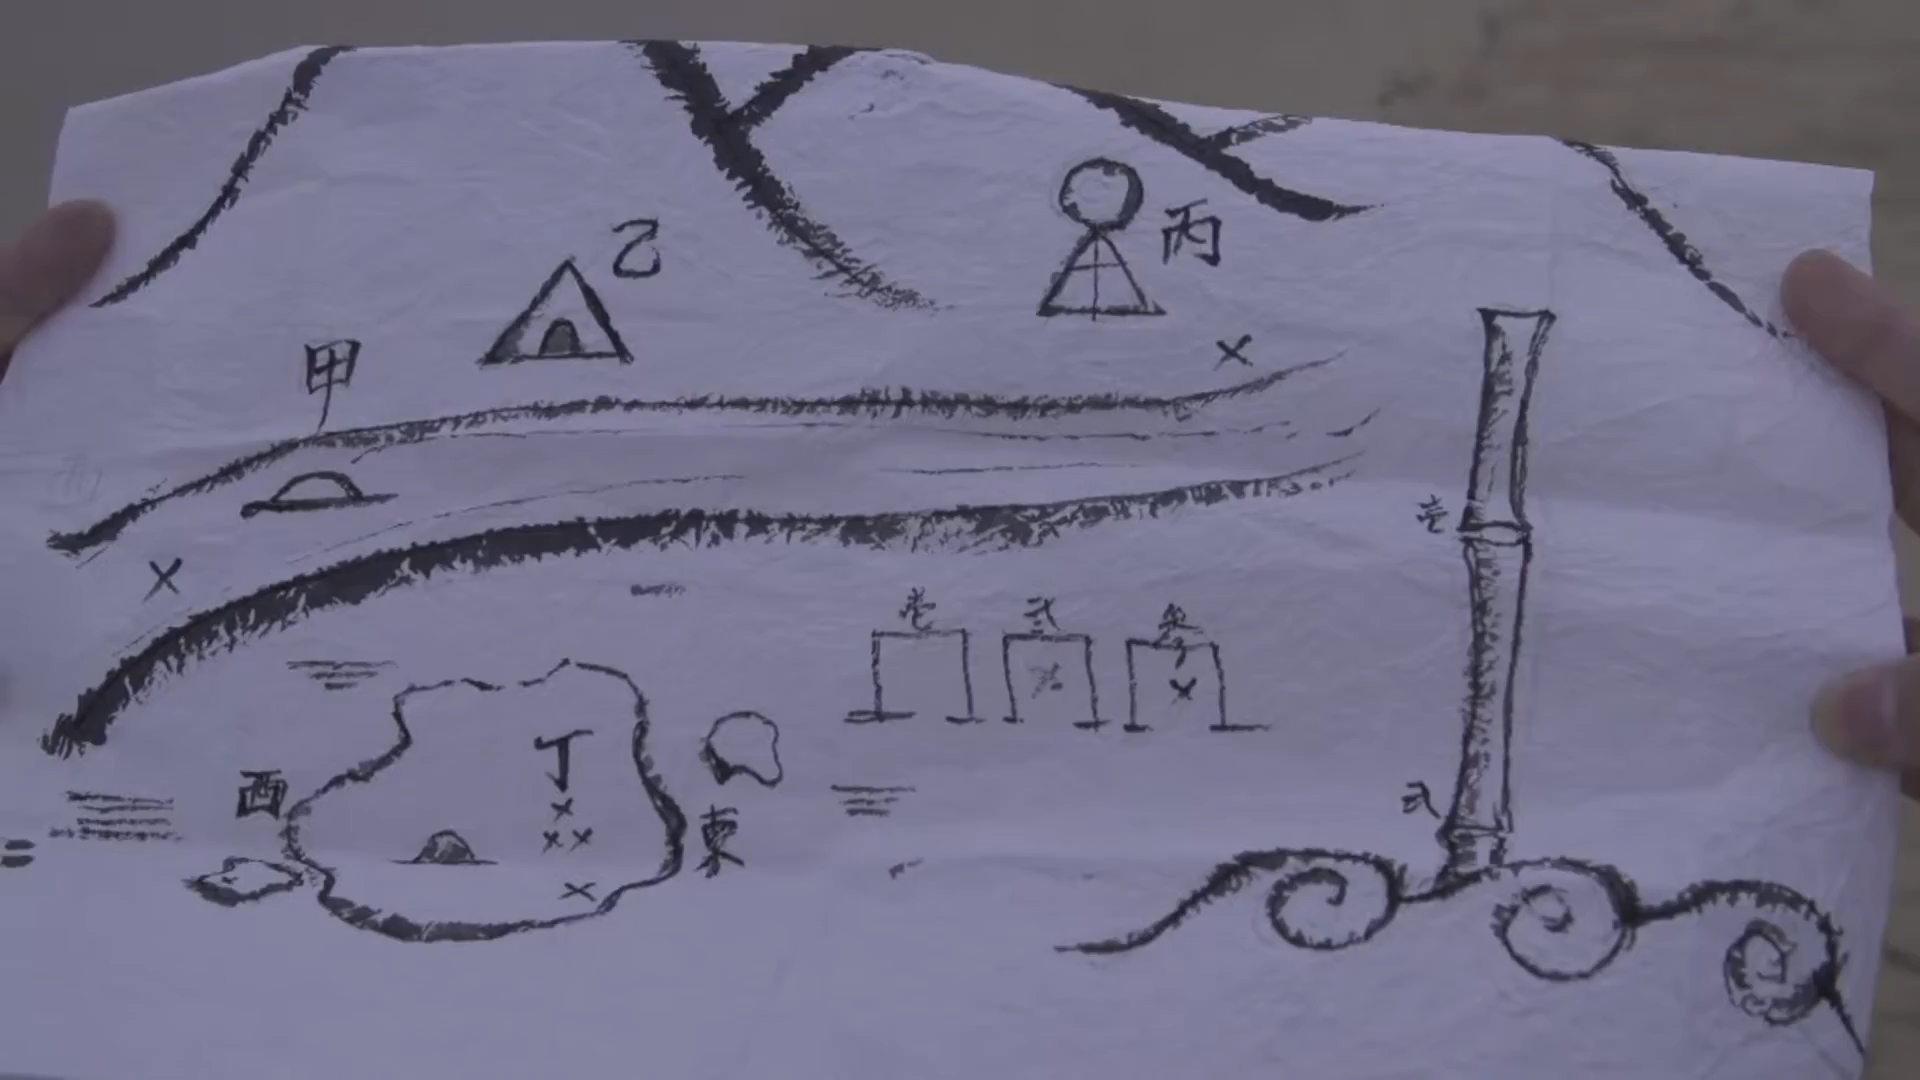 乙
丙
甲
壱
壱
弐
参
丁
西
弐
東